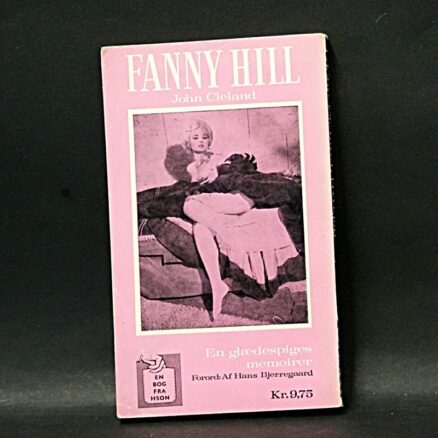 FANNY HILL
John Cleland
En glædespiges
memoirer
Forord: Af Hans Bjerregaard
Kr. 9,75
EN
BOG
FRA
HSON